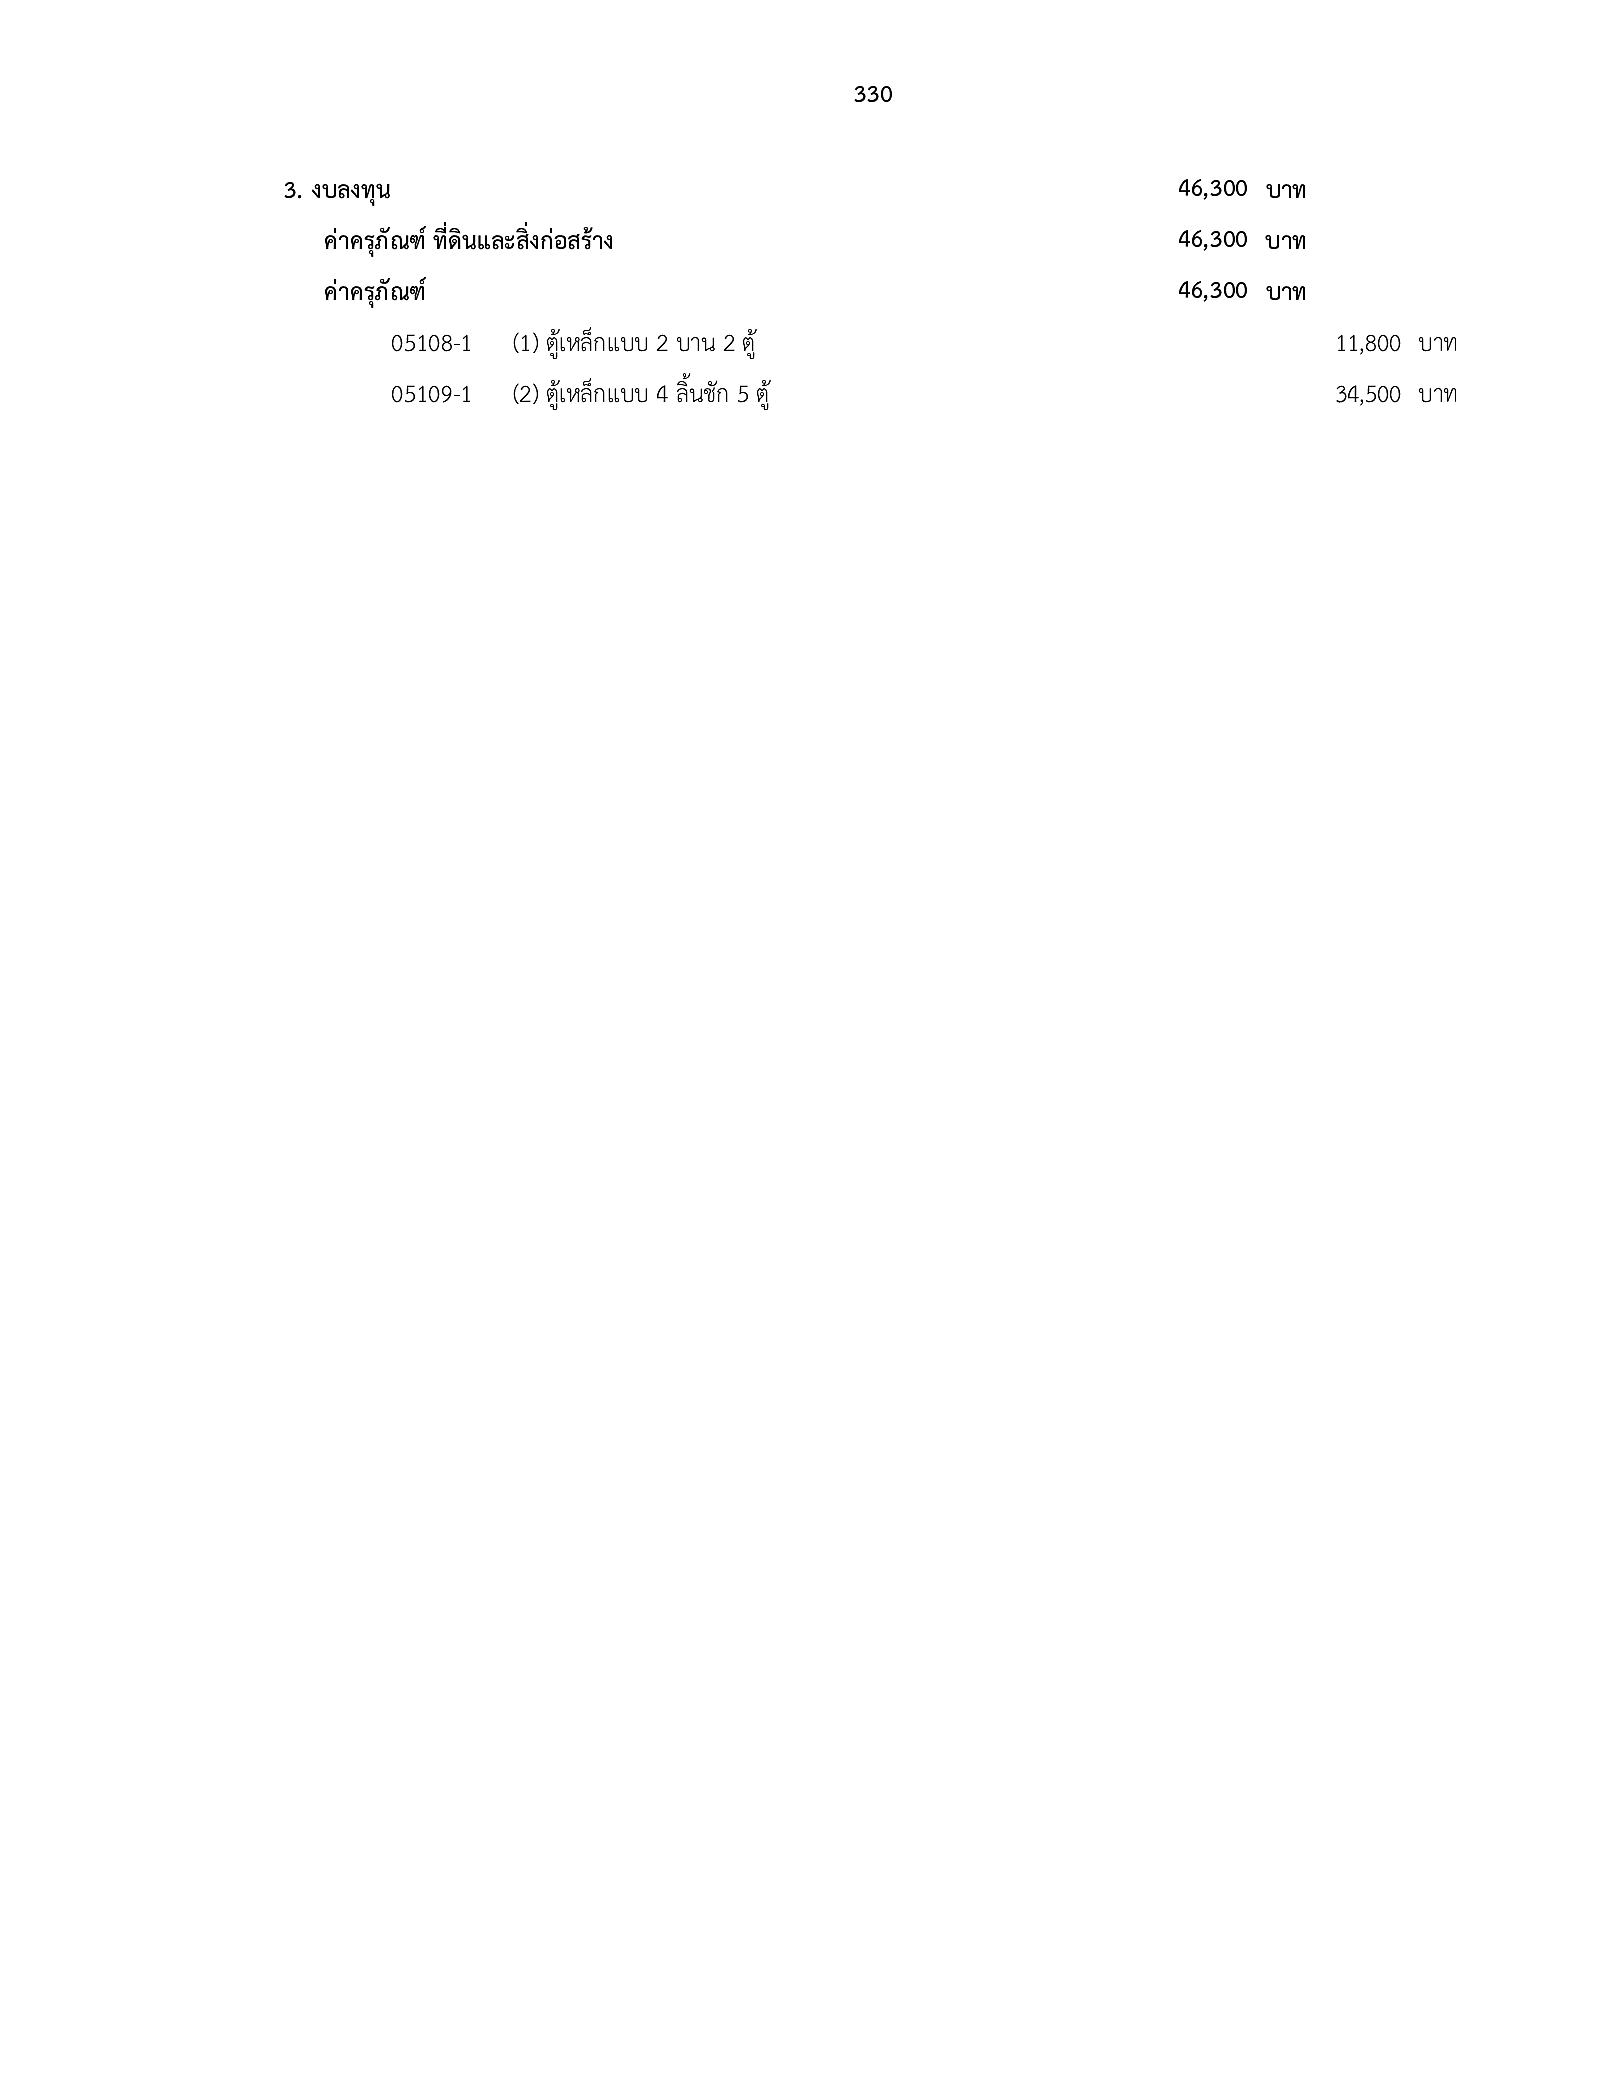 330
3. งบลงทุน 46,300 บาท
ค่าครุภัณฑ์ ที่ดินและสิ่งก่อสร้าง 46,300 บาท
ค่าครุภัณฑ์ 46,300 บาท
05108-1 (1) ตู้เหล็กแบบ 2 บาน 2 ตู้ 11,800 บาท
05109-1 (2) ตู้เหล็กแบบ 4 ลิ้นชัก 5 ตู้ 34,500 บาท